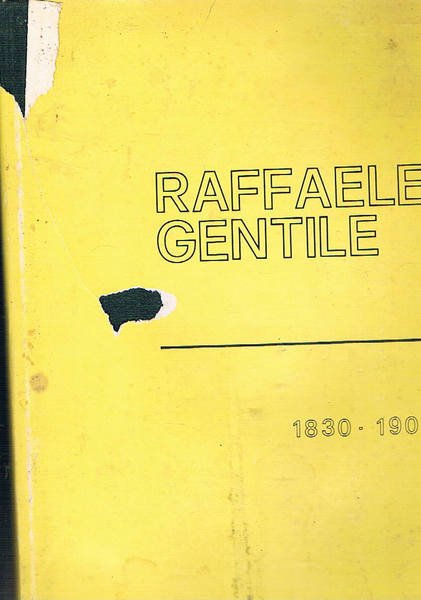 RAFFAELE
GENTILE
1830 - 190